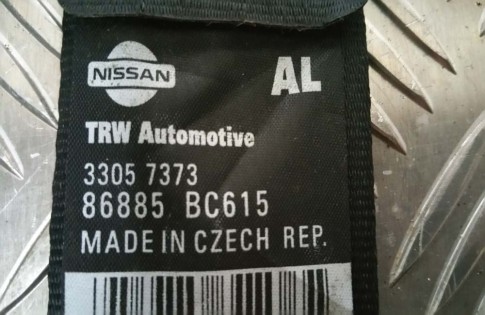 NISSAN
AL
TRW Automotive
3305 7373
86885 BC615
MADE IN CZECH REP.